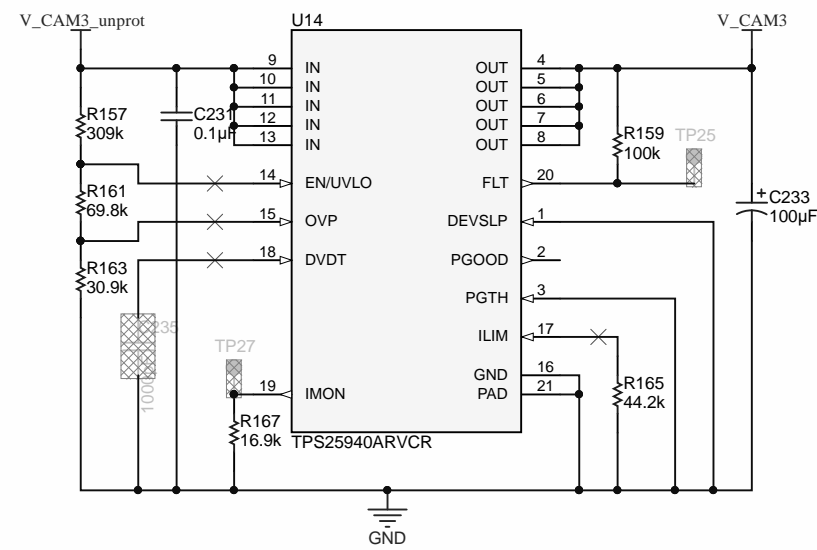 V_CAM3_unprot
U14
V_CAM3
9 IN OUT 4
10 IN OUT 5
11 IN OUT 6
12 IN OUT 7
13 IN OUT 8
R157
309k
C231
0.1µF
R159
100k
TP25
14 EN/UVLO FLT 20
R161
69.8k
C233
100µF
+
15 OVP DEVSLP 1
18 DVDT PGOOD 2
R163
30.9k
PGTH 3
ILIM 17
TP27
GND 16
PAD 21
19 IMON
R165
44.2k
R167
16.9k
TPS25940ARVCR
GND